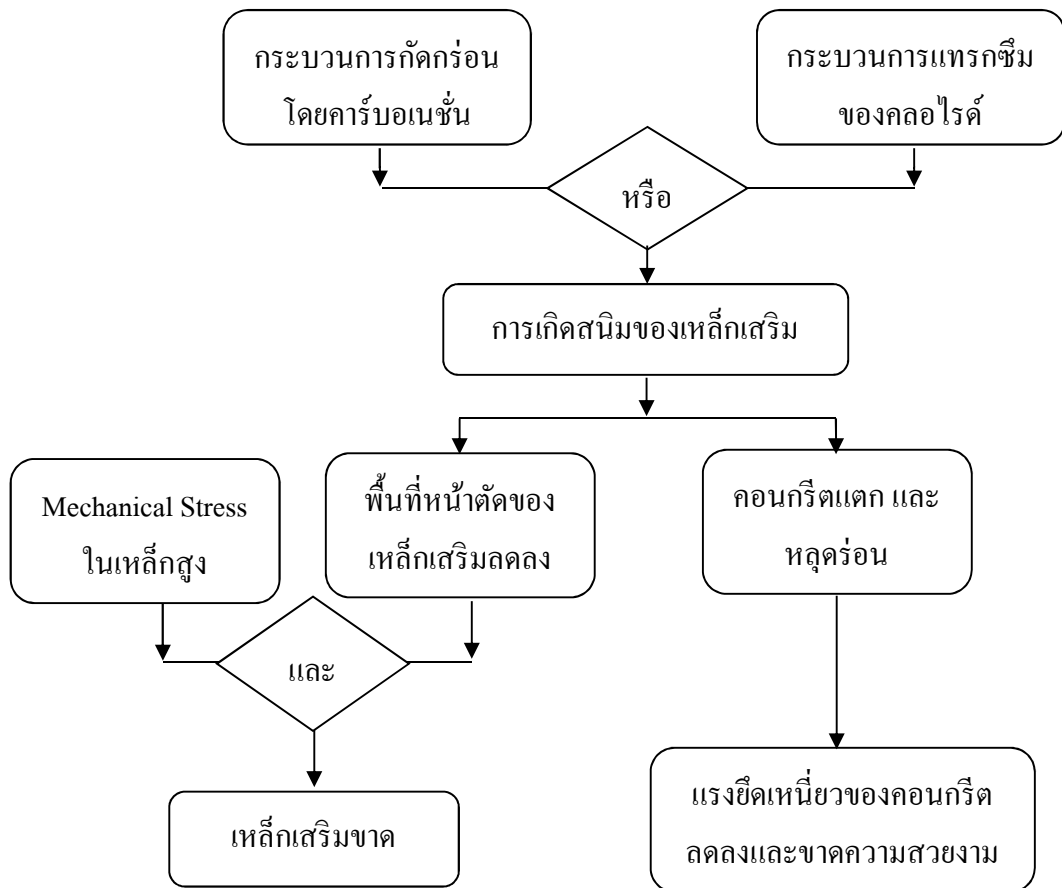 กระบวนการกัดกร่อน
โดยคาร์บอเนชั่น
กระบวนการแทรกซึม
ของคลอไรด์
หรือ
การเกิดสนิมของเหล็กเสริม
Mechanical Stress
ในเหล็กสูง
พื้นที่หน้าตัดของ
เหล็กเสริมลดลง
คอนกรีตแตก และ
หลุดร่อน
และ
เหล็กเสริมขาด
แรงยึดเหนี่ยวของคอนกรีต
ลดลงและขาดความสวยงาม